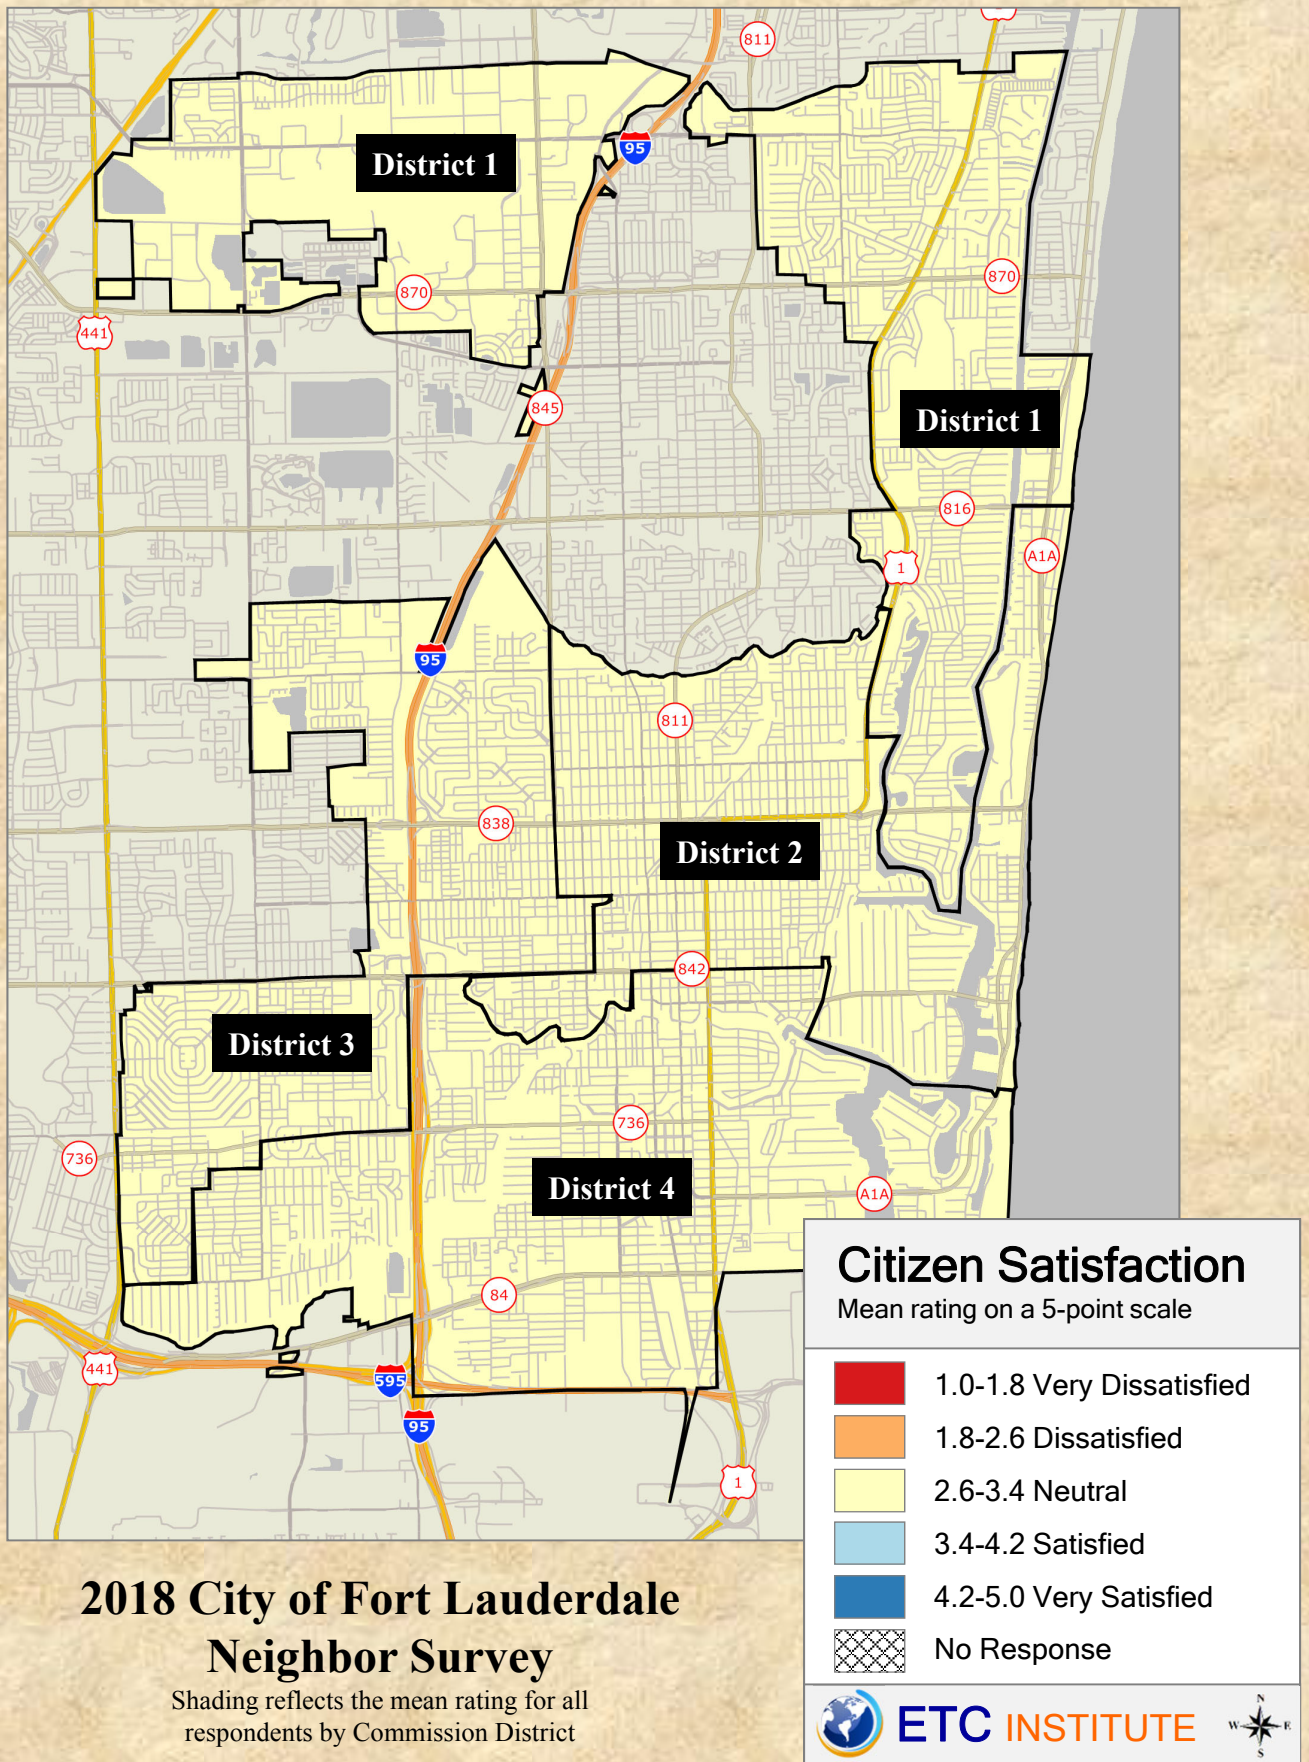 811
95
District 1
870
870
441
845
District 1
816
A1A
1
95
811
838
District 2
842
District 3
736
736
District 4
A1A
84
441
595
95
1
Citizen Satisfaction
Mean rating on a 5-point scale
1.0-1.8 Very Dissatisfied
1.8-2.6 Dissatisfied
2.6-3.4 Neutral
3.4-4.2 Satisfied
4.2-5.0 Very Satisfied
No Response
ETC INSTITUTE
N
W E
S
2018 City of Fort Lauderdale
Neighbor Survey
Shading reflects the mean rating for all
respondents by Commission District